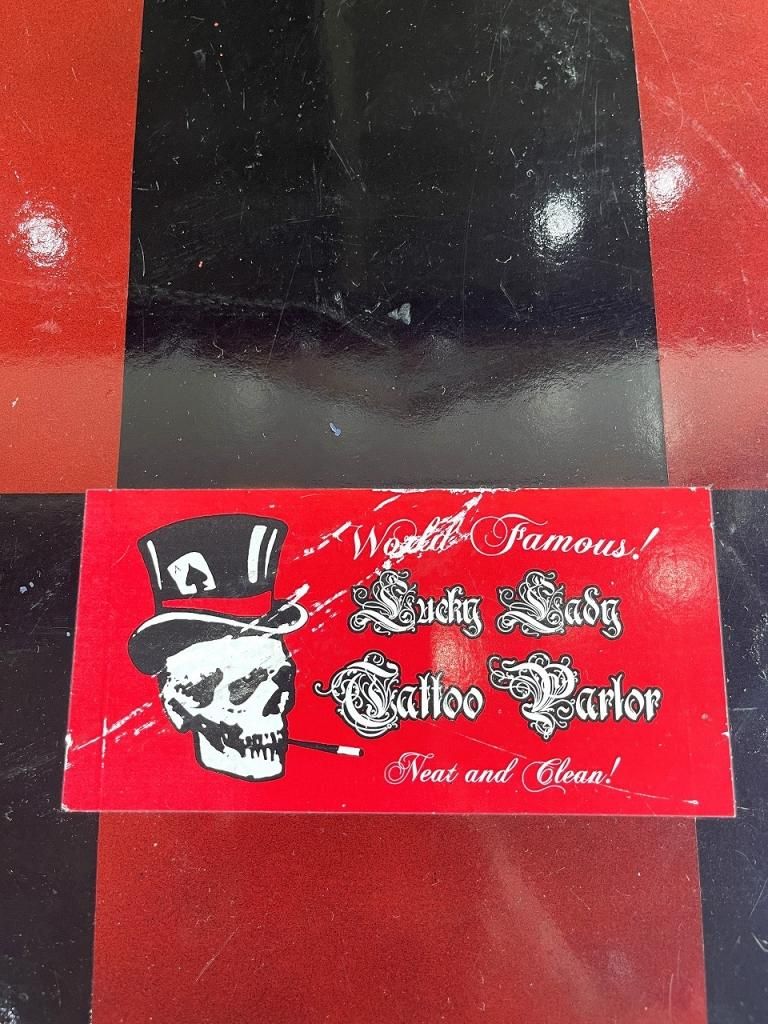 World Famous!
Lucky Lady
Tattoo Parlor
Neat and Clean!